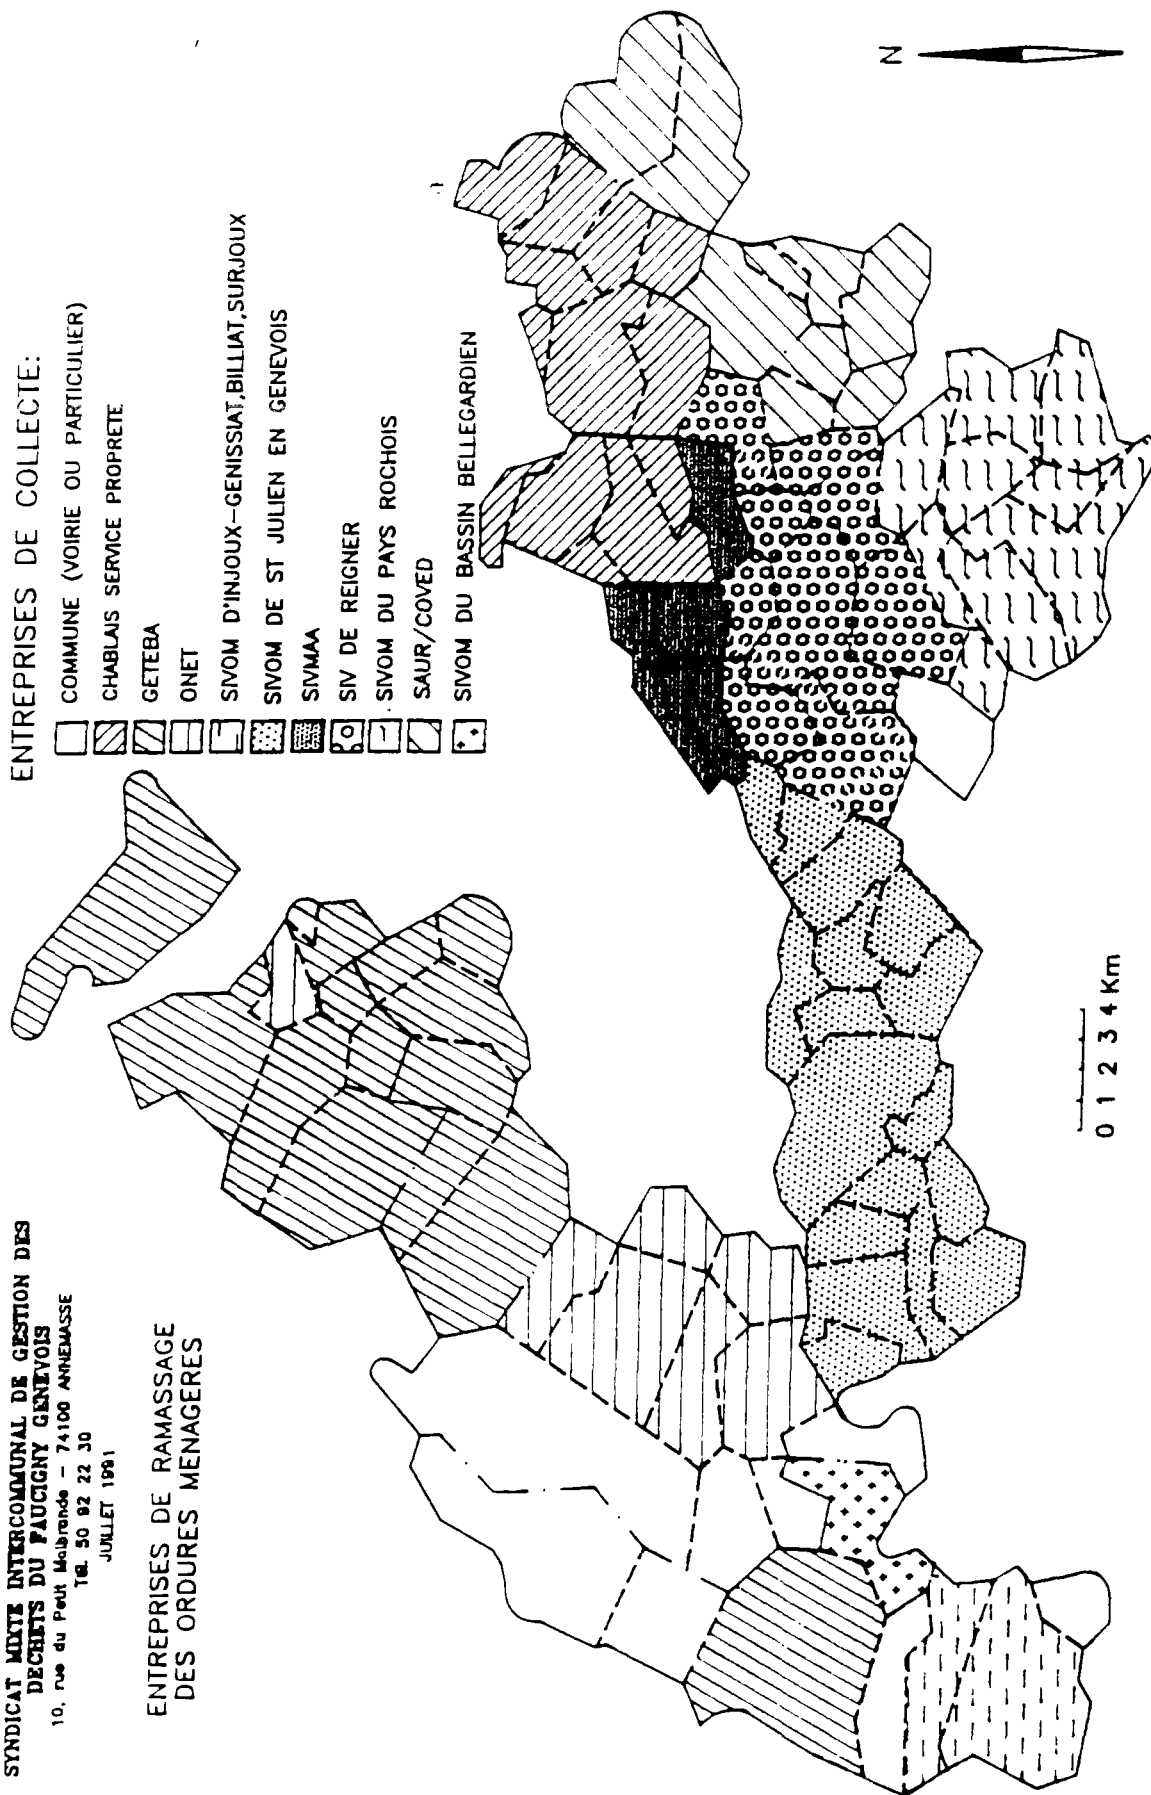 SYNDICAT MIXTE INTERCOMMUNAL DE GESTION DES
DECHETS DU FAUCIGNY GENEVOIS
10, rue du Petit Malbrande - 74100 ANNEMASSE
Tél. 50 92 22 30
JUILLET 1991
ENTREPRISES DE RAMASSAGE
DES ORDURES MENAGERES
ENTREPRISES DE COLLECTE:
COMMUNE (VOIRIE OU PARTICULIER)
CHABLAIS SERVICE PROPRETE
GETEBA
ONET
SIVOM D'INJOUX-GENISSIAT,BILLIAT,SURJOUX
SIVOM DE ST JULIEN EN GENEVOIS
SIVMAA
SIV DE REIGNER
SIVOM DU PAYS ROCHOIS
SAUR/COVED
SIVOM DU BASSIN BELLEGARDIEN
N
0 1 2 3 4 Km